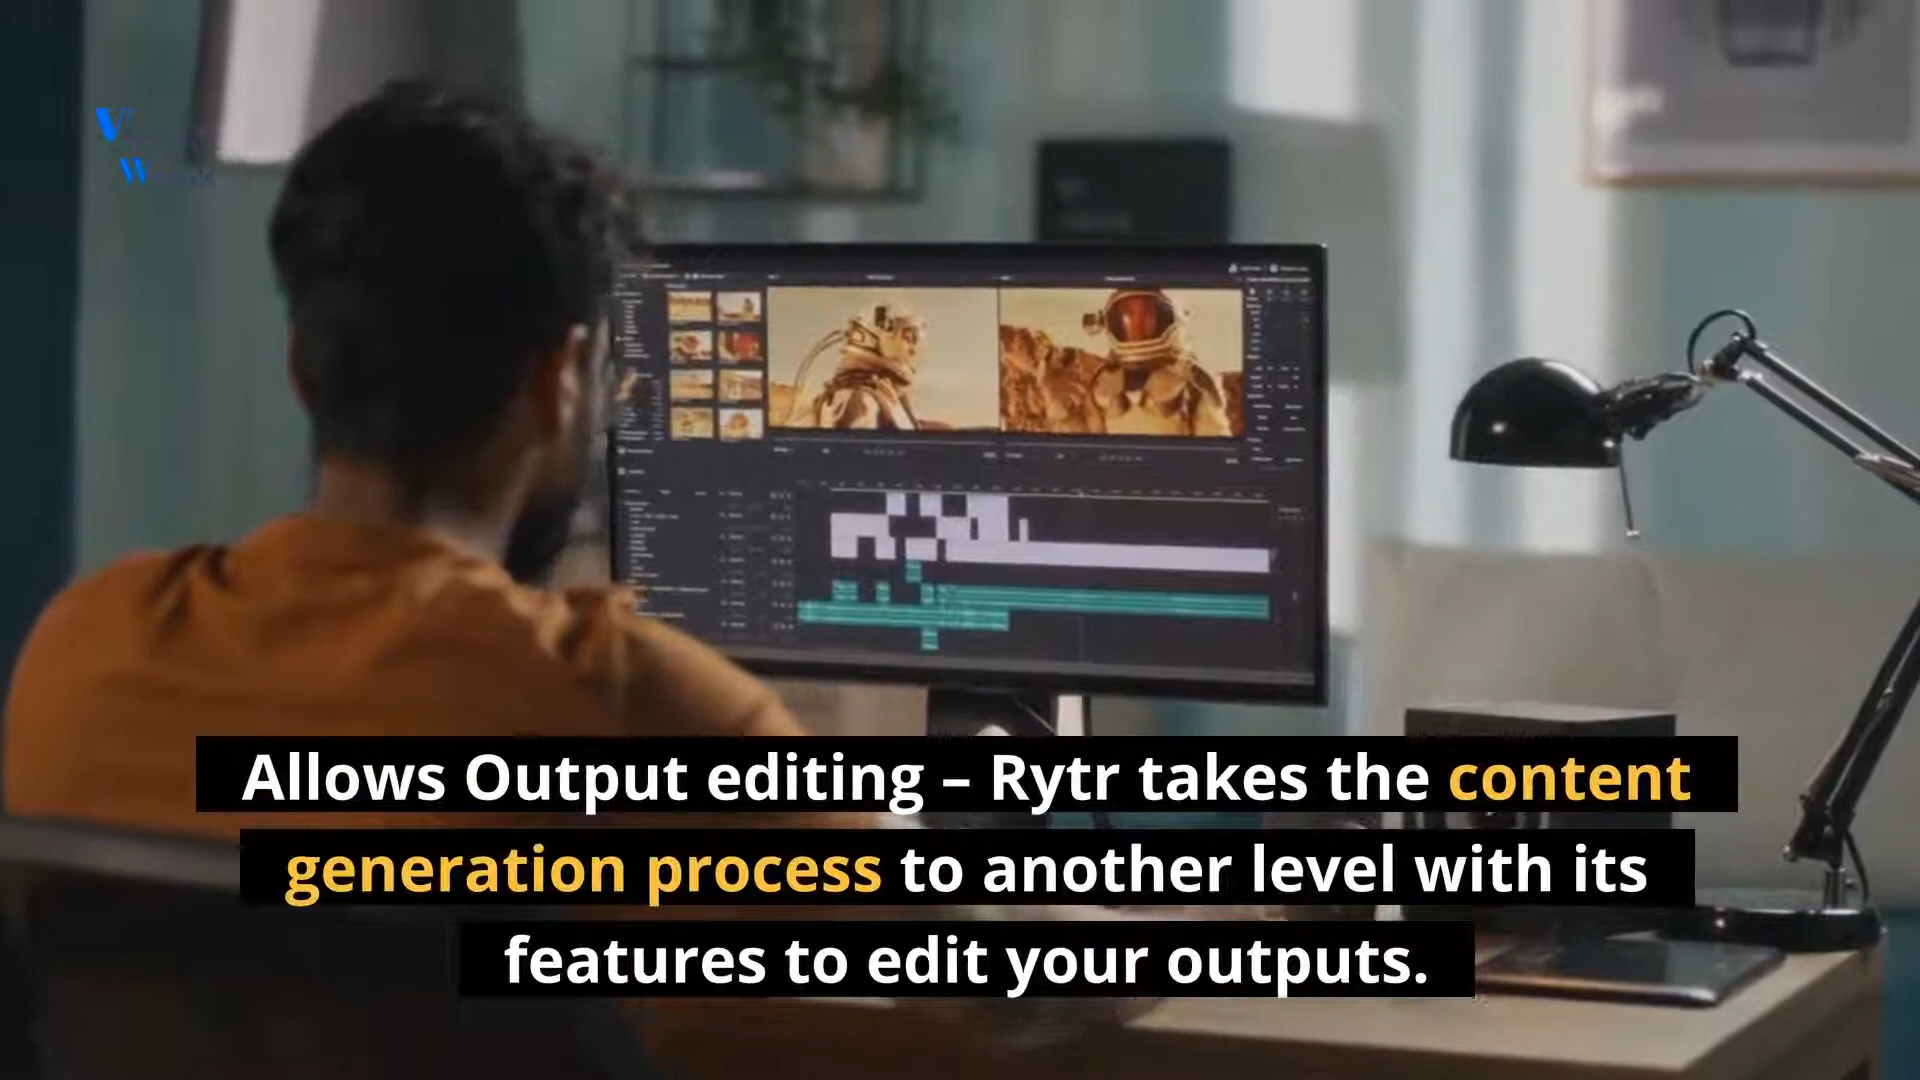 V
W
Allows Output editing – Rytr takes the content
generation process to another level with its
features to edit your outputs.